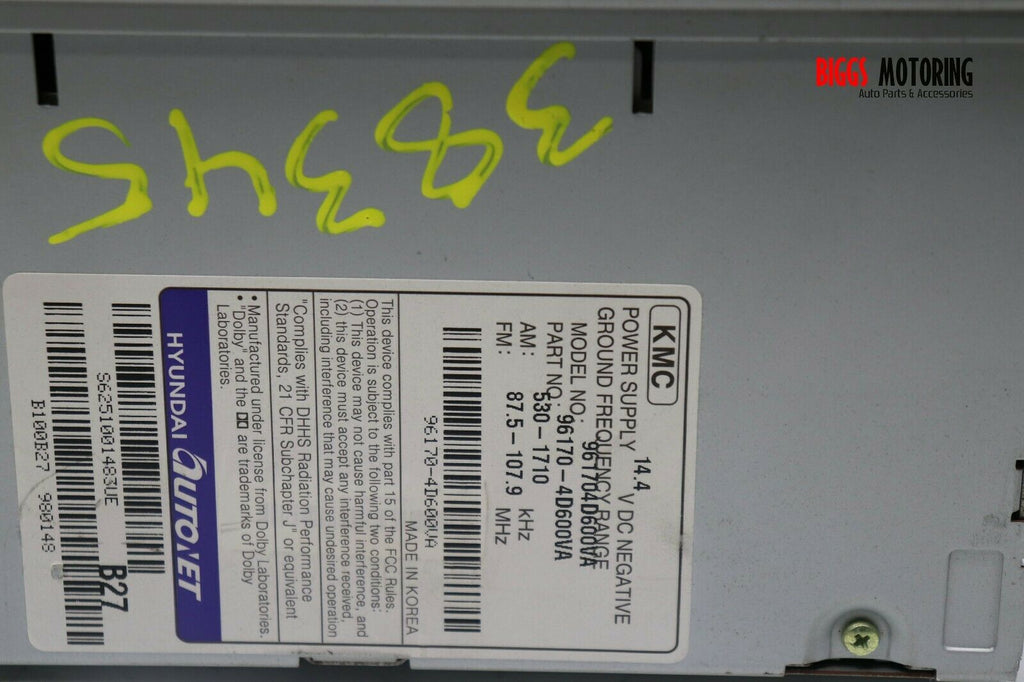 BIGGS MOTORING
Auto Parts & Accessories
38345
KMC
POWER SUPPLY 14.4 V DC NEGATIVE
GROUND FREQUENCY RANGE
MODEL NO. 961704D600VA
PART NO. 96170-4D600VA
AM: 530-1710 kHz
FM: 87.5-107.9 MHz
96170-4D600VA
MADE IN KOREA
This device complies with part 15 of the FCC Rules.
Operation is subject to the following two conditions:
(1) This device may not cause harmful interference, and
(2) this device must accept any interference received,
including interference that may cause undesired operation
"Complies with DHHS Radiation Performance
Standards, 21 CFR Subchapter J" or equivalent
• Manufactured under license from Dolby Laboratories.
• "Dolby" and the DD are trademarks of Dolby
Laboratories.
HYUNDAI AUTONET
S6251001483UE
B27
B100B27 980148